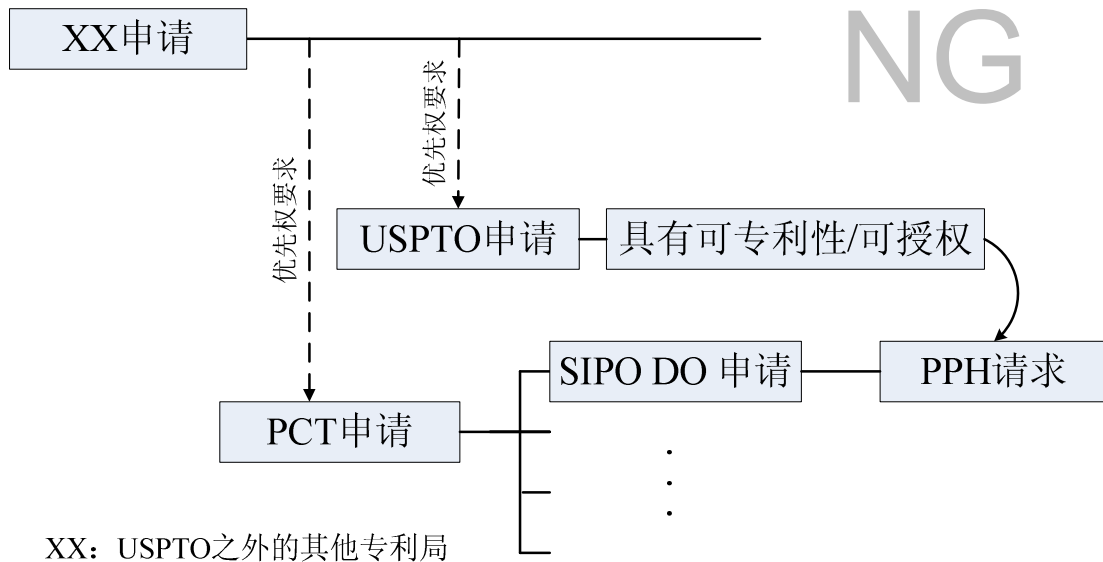 XX申请
NG
优先权要求
优先权要求
USPTO申请
具有可专利性/可授权
SIPO DO 申请
PPH请求
PCT申请
XX：USPTO之外的其他专利局